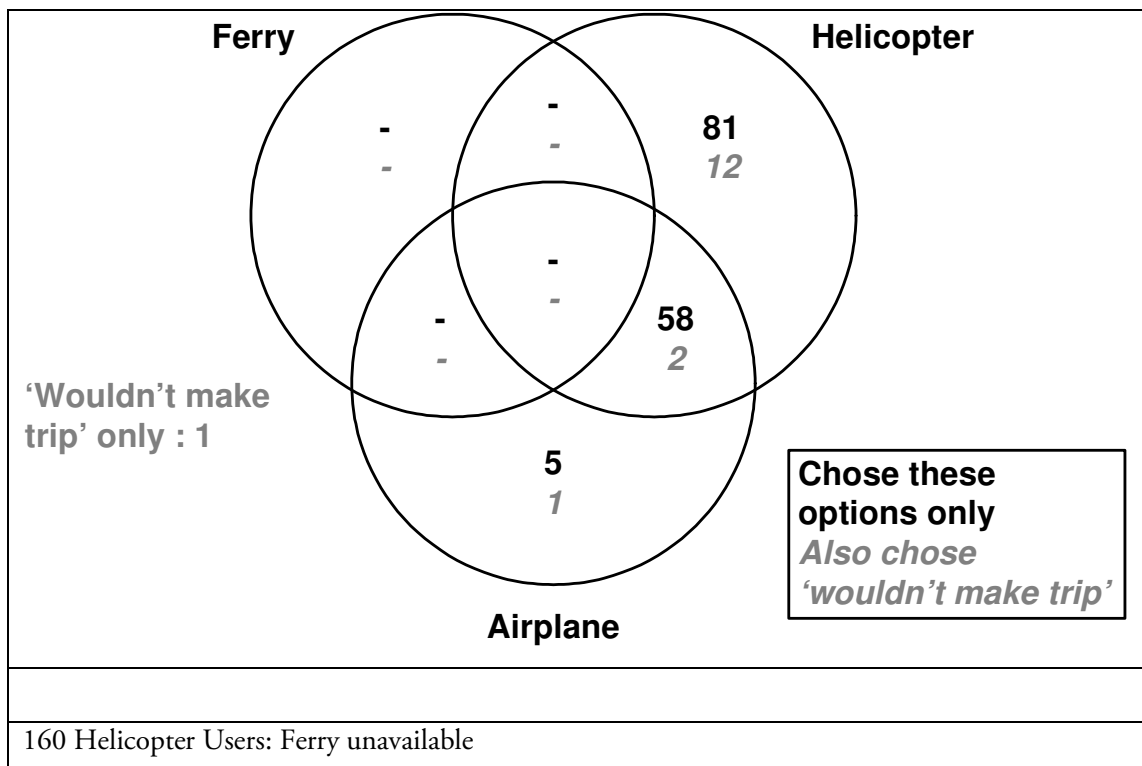 Ferry
Helicopter
-
-
-
-
81
12
-
-
-
-
58
2
‘Wouldn’t make
trip’ only : 1
5
1
Chose these
options only
Also chose
‘wouldn’t make trip’
Airplane
160 Helicopter Users: Ferry unavailable